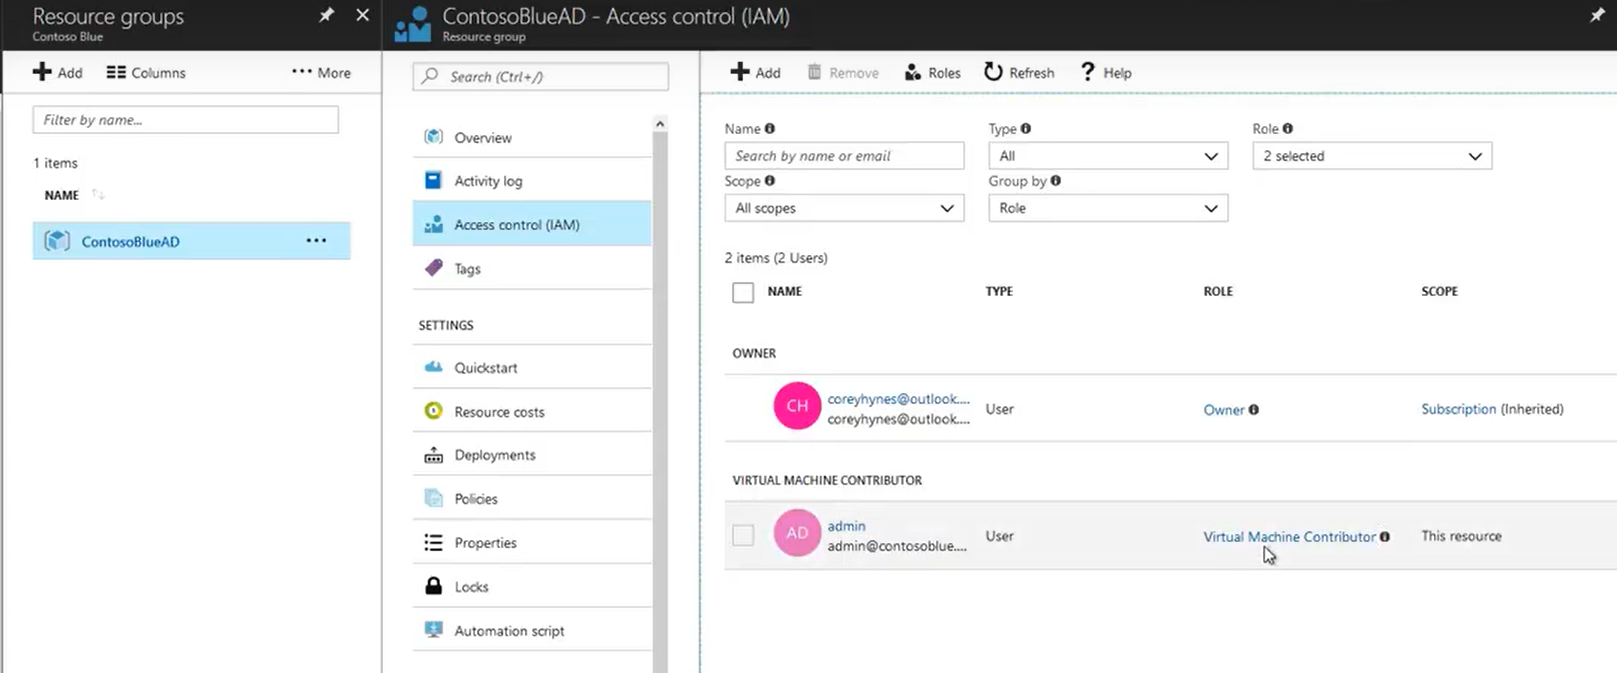 Resource groups
Contoso Blue
Add
Columns
More
Filter by name...
1 items
NAME
ContosoBlueAD
ContosoBlueAD - Access control (IAM)
Resource group
Search (Ctrl+/)
Overview
Activity log
Access control (IAM)
Tags
SETTINGS
Quickstart
Resource costs
Deployments
Policies
Properties
Locks
Automation script
Add
Remove
Roles
Refresh
? Help
Name
Search by name or email
Type
All
Role
2 selected
Scope
All scopes
Group by
Role
2 items (2 Users)
NAME TYPE ROLE SCOPE
OWNER
CH
coreyhynes@outlook....
coreyhynes@outlook....
User
Owner
Subscription (Inherited)
VIRTUAL MACHINE CONTRIBUTOR
AD
admin
admin@contosoblue....
User
Virtual Machine Contributor
This resource